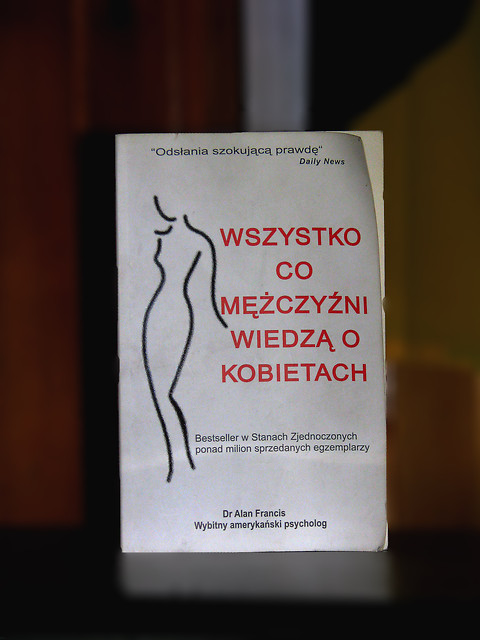 "Odsłania szokującą prawdę"
Daily News
WSZYSTKO
CO
MĘŻCZYŹNI
WIEDZĄ O
KOBIETACH
Bestseller w Stanach Zjednoczonych
ponad milion sprzedanych egzemplarzy
Dr Alan Francis
Wybitny amerykański psycholog